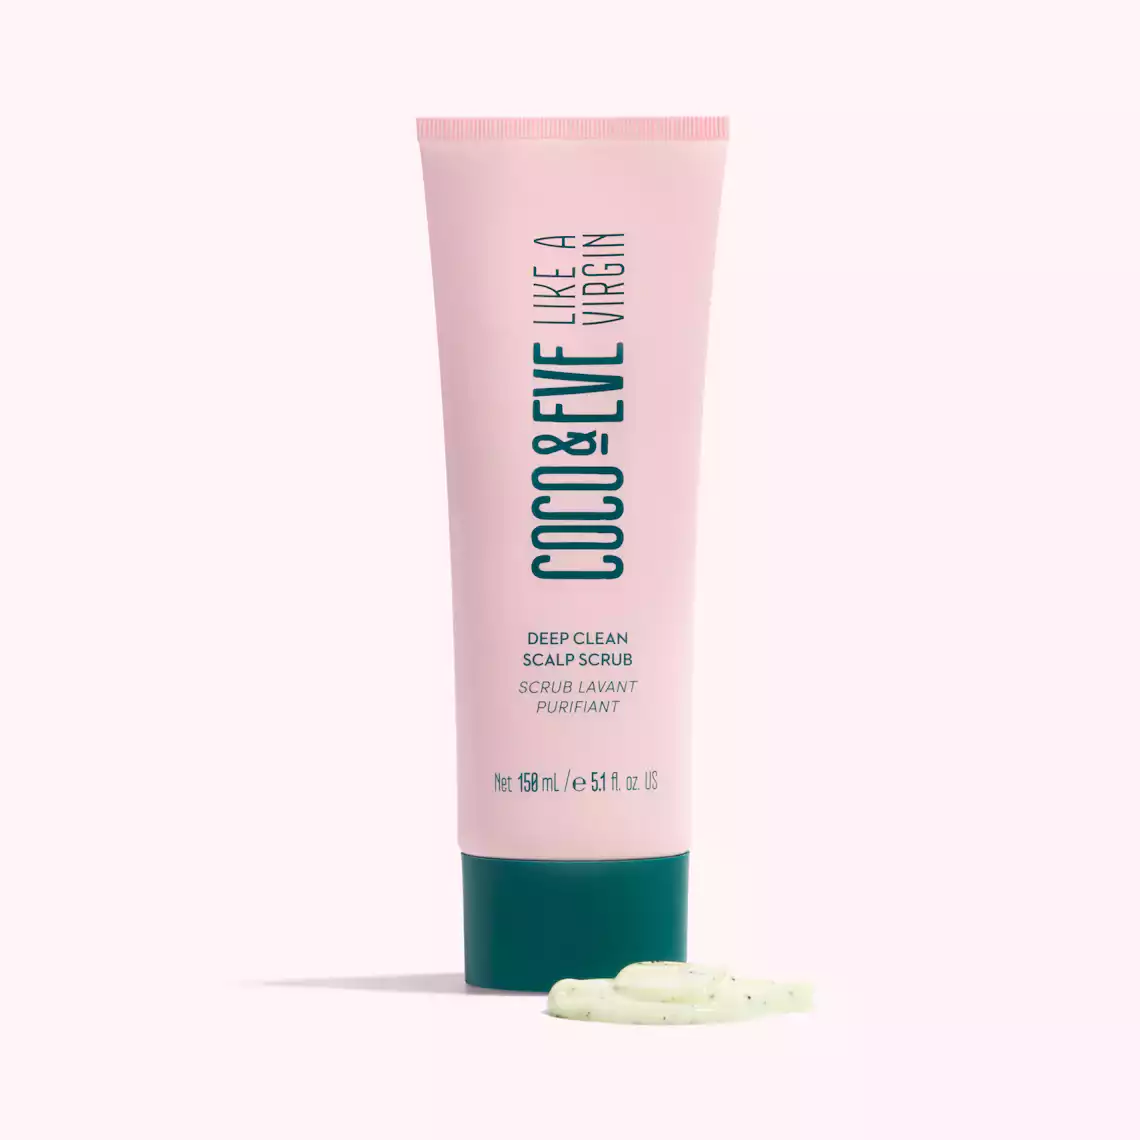 COCO&EVE
LIKE A
VIRGIN
DEEP CLEAN
SCALP SCRUB
SCRUB LAVANT
PURIFIANT
Net 150 mL / e 5.1 fl. oz. US